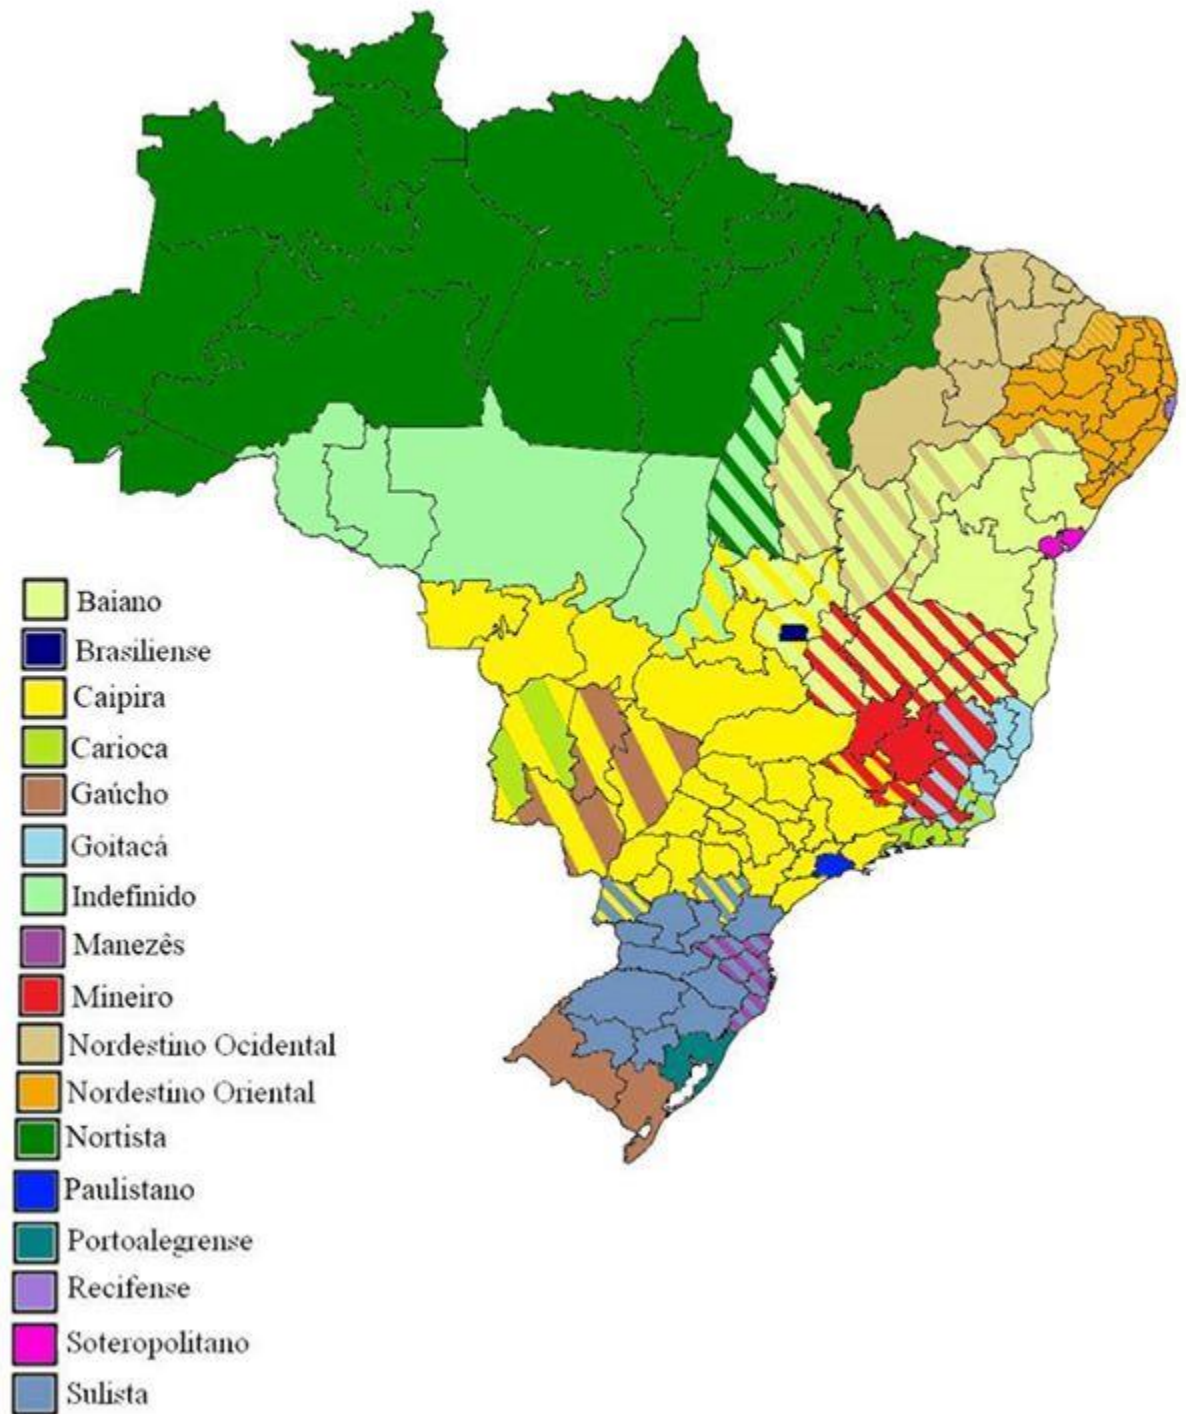 Baiano
Brasiliense
Caipira
Carioca
Gaúcho
Goitacá
Indefinido
Manezês
Mineiro
Nordestino Ocidental
Nordestino Oriental
Nortista
Paulistano
Portoalegrense
Recifense
Soteropolitano
Sulista